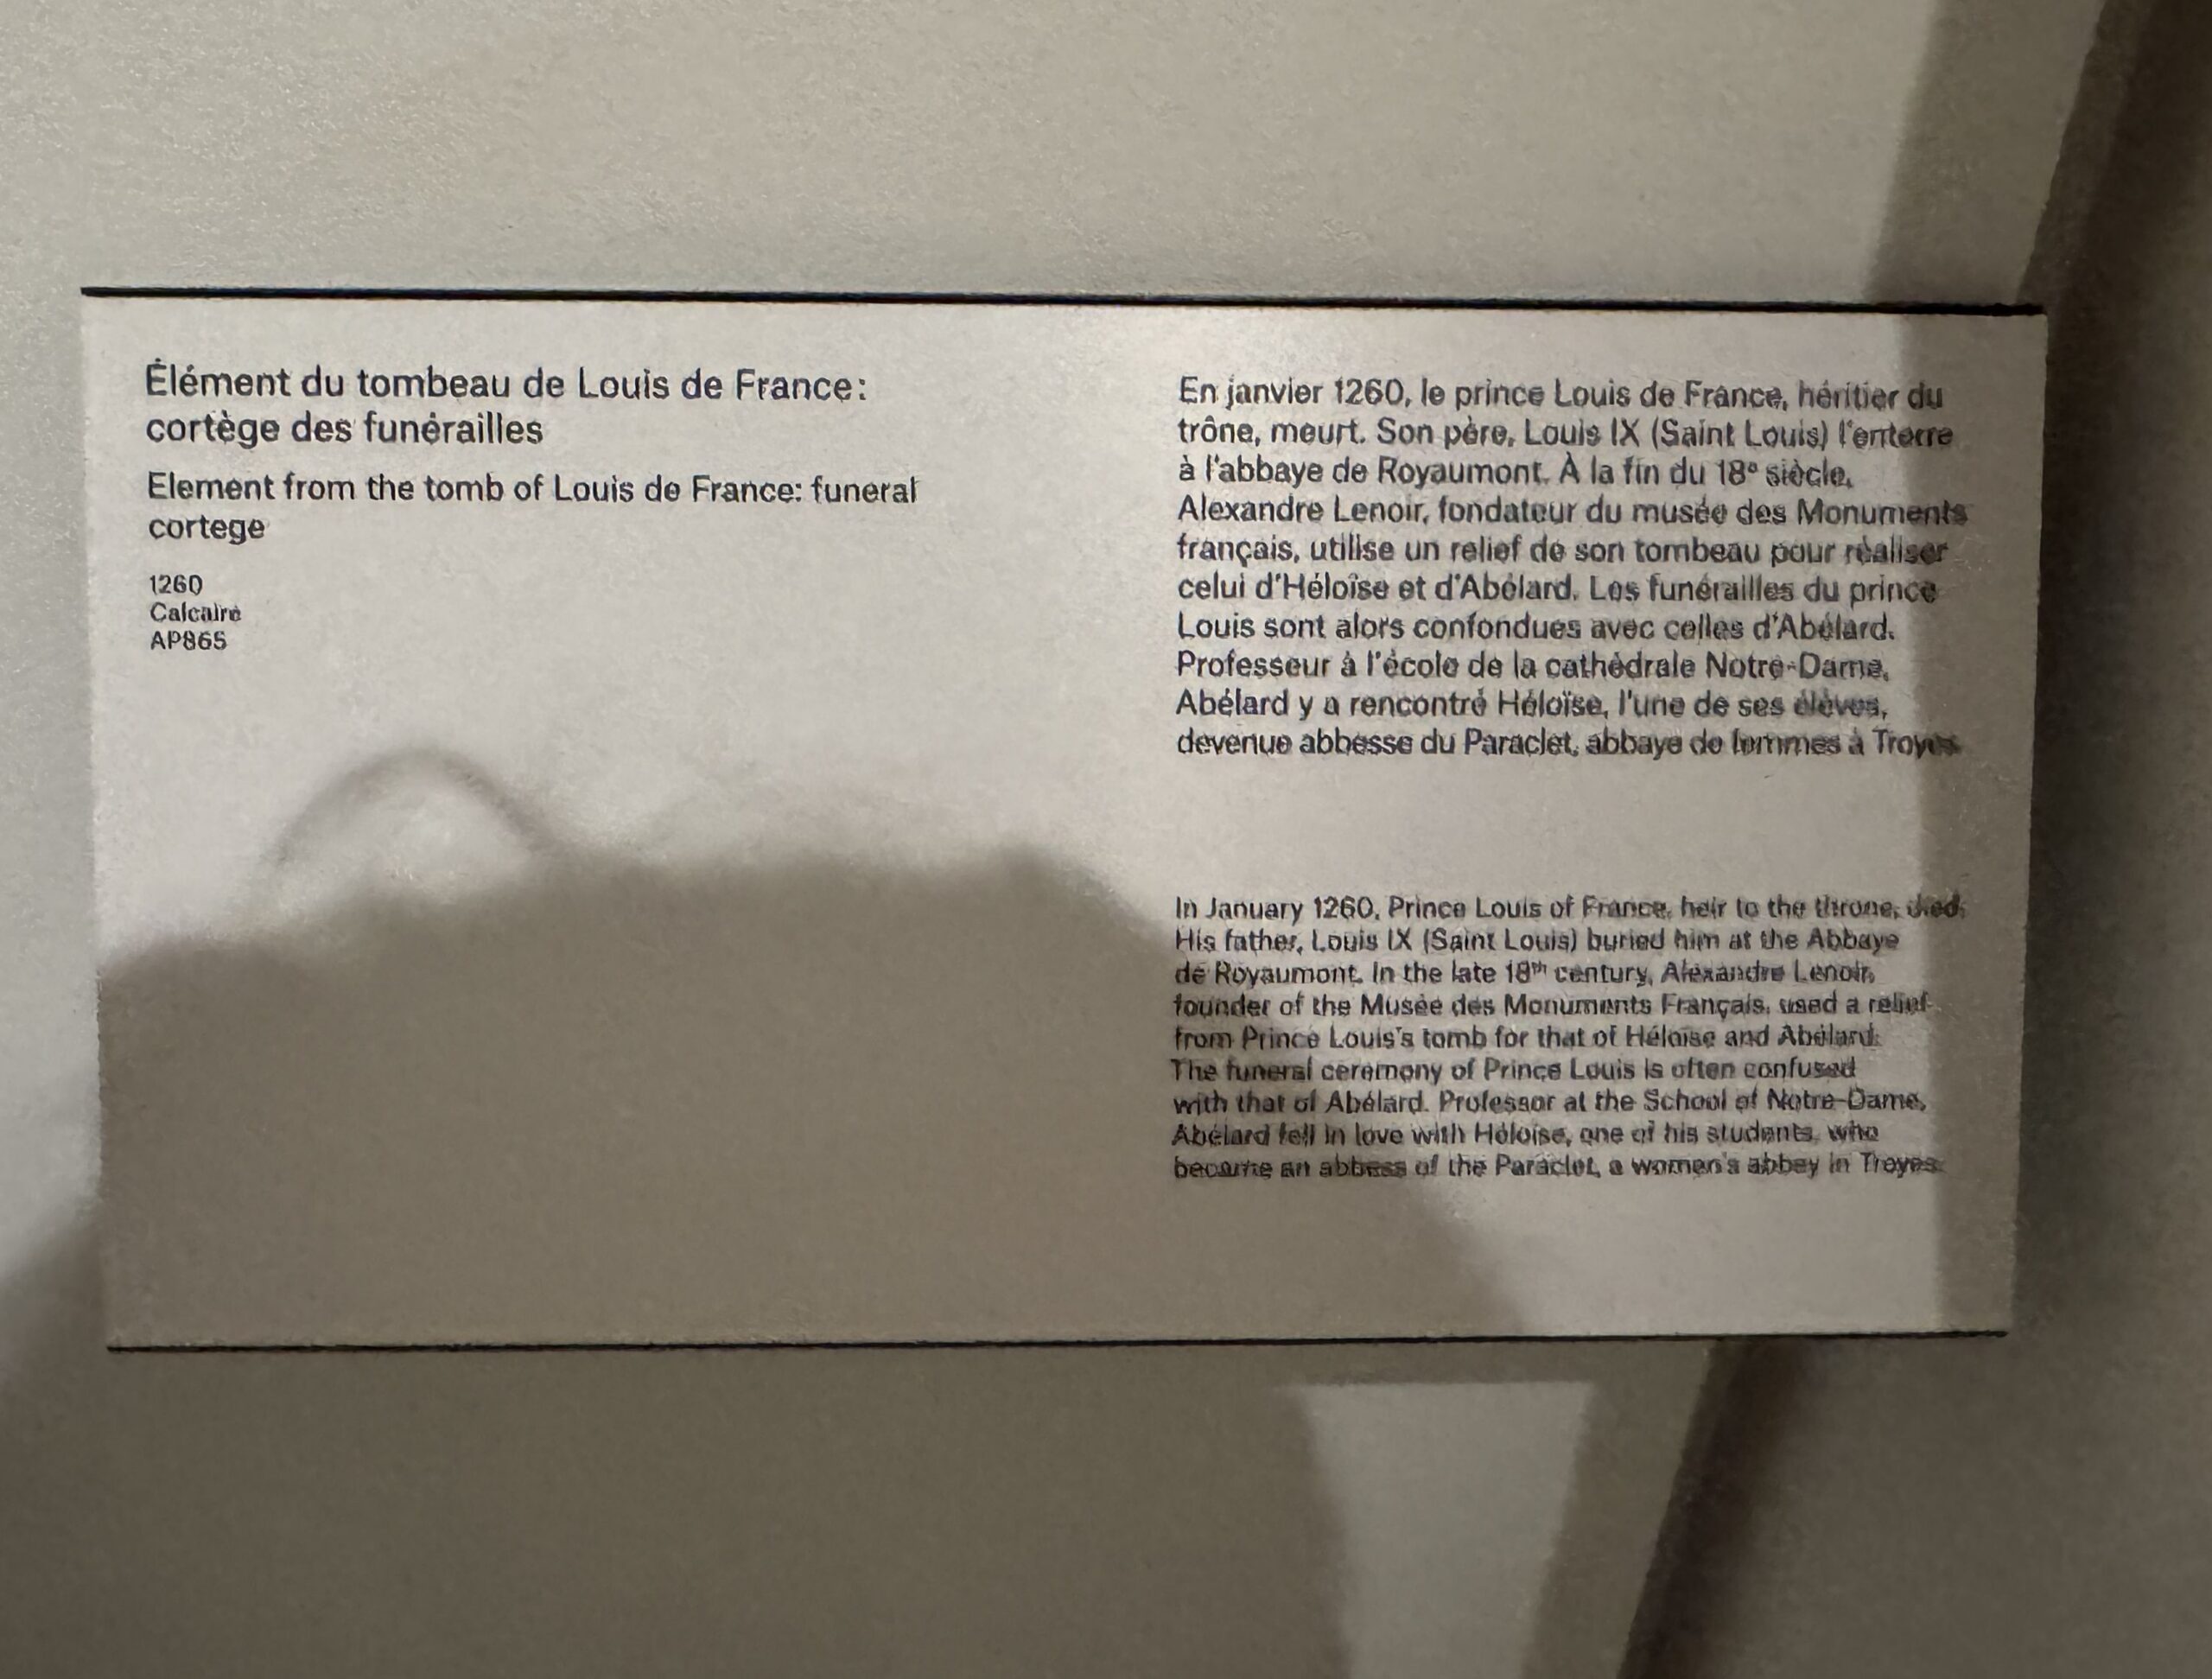 Élément du tombeau de Louis de France:
cortège des funérailles
Element from the tomb of Louis de France: funeral
cortege
1260
Calcaire
AP865
En janvier 1260, le prince Louis de France, héritier du
trône, meurt. Son père, Louis IX (Saint Louis) l'enterre
à l'abbaye de Royaumont. À la fin du 18e siècle,
Alexandre Lenoir, fondateur du musée des Monuments
français, utilise un relief de son tombeau pour réaliser
celui d'Héloïse et d'Abélard. Les funérailles du prince
Louis sont alors confondues avec celles d'Abélard.
Professeur à l'école de la cathédrale Notre-Dame,
Abélard y a rencontré Héloïse, l'une de ses élèves,
devenue abbesse du Paraclet, abbaye de femmes à Troyes.
In January 1260, Prince Louis of France, heir to the throne, died.
His father, Louis IX (Saint Louis) buried him at the Abbaye
de Royaumont. In the late 18th century, Alexandre Lenoir,
founder of the Musée des Monuments Français, used a relief
from Prince Louis's tomb for that of Héloïse and Abélard.
The funeral ceremony of Prince Louis is often confused
with that of Abélard. Professor at the School of Notre-Dame,
Abélard fell in love with Héloïse, one of his students, who
became an abbess of the Paraclet, a women's abbey in Troyes.